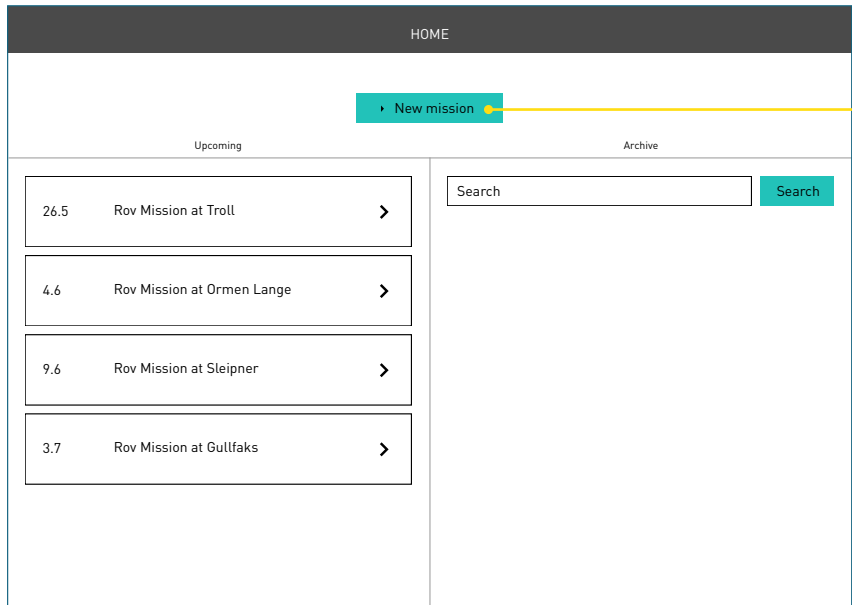 HOME
New mission
Upcoming
Archive
26.5 Rov Mission at Troll
4.6 Rov Mission at Ormen Lange
9.6 Rov Mission at Sleipner
3.7 Rov Mission at Gullfaks
Search Search